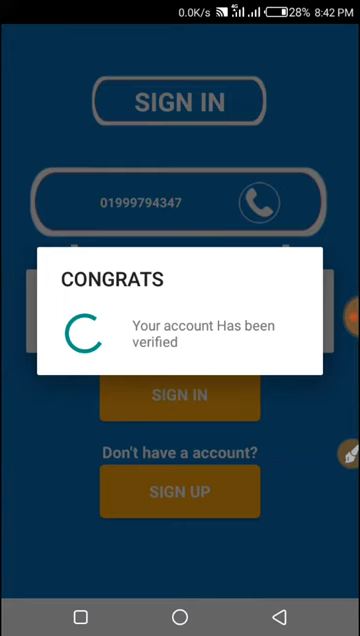 0.0K/s 4G 28% 8:42 PM
SIGN IN
01999794347
CONGRATS
Your account Has been
verified
SIGN IN
Don't have a account?
SIGN UP